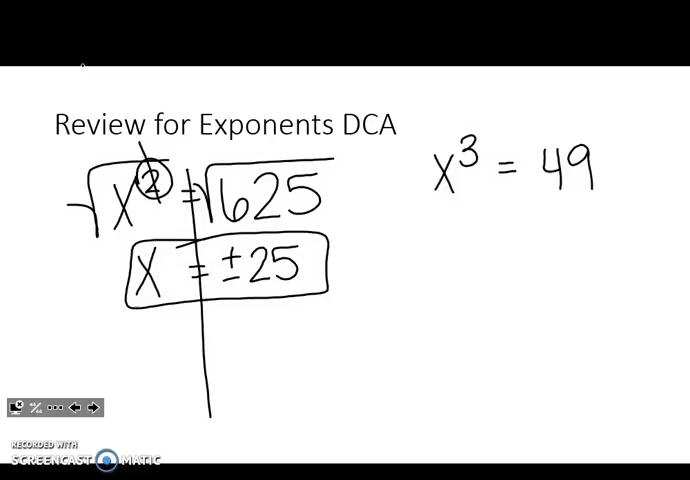 Review for Exponents DCA
√x² = √625
x = ±25
x³ = 49
RECORDED WITH
SCREENCAST MATIC